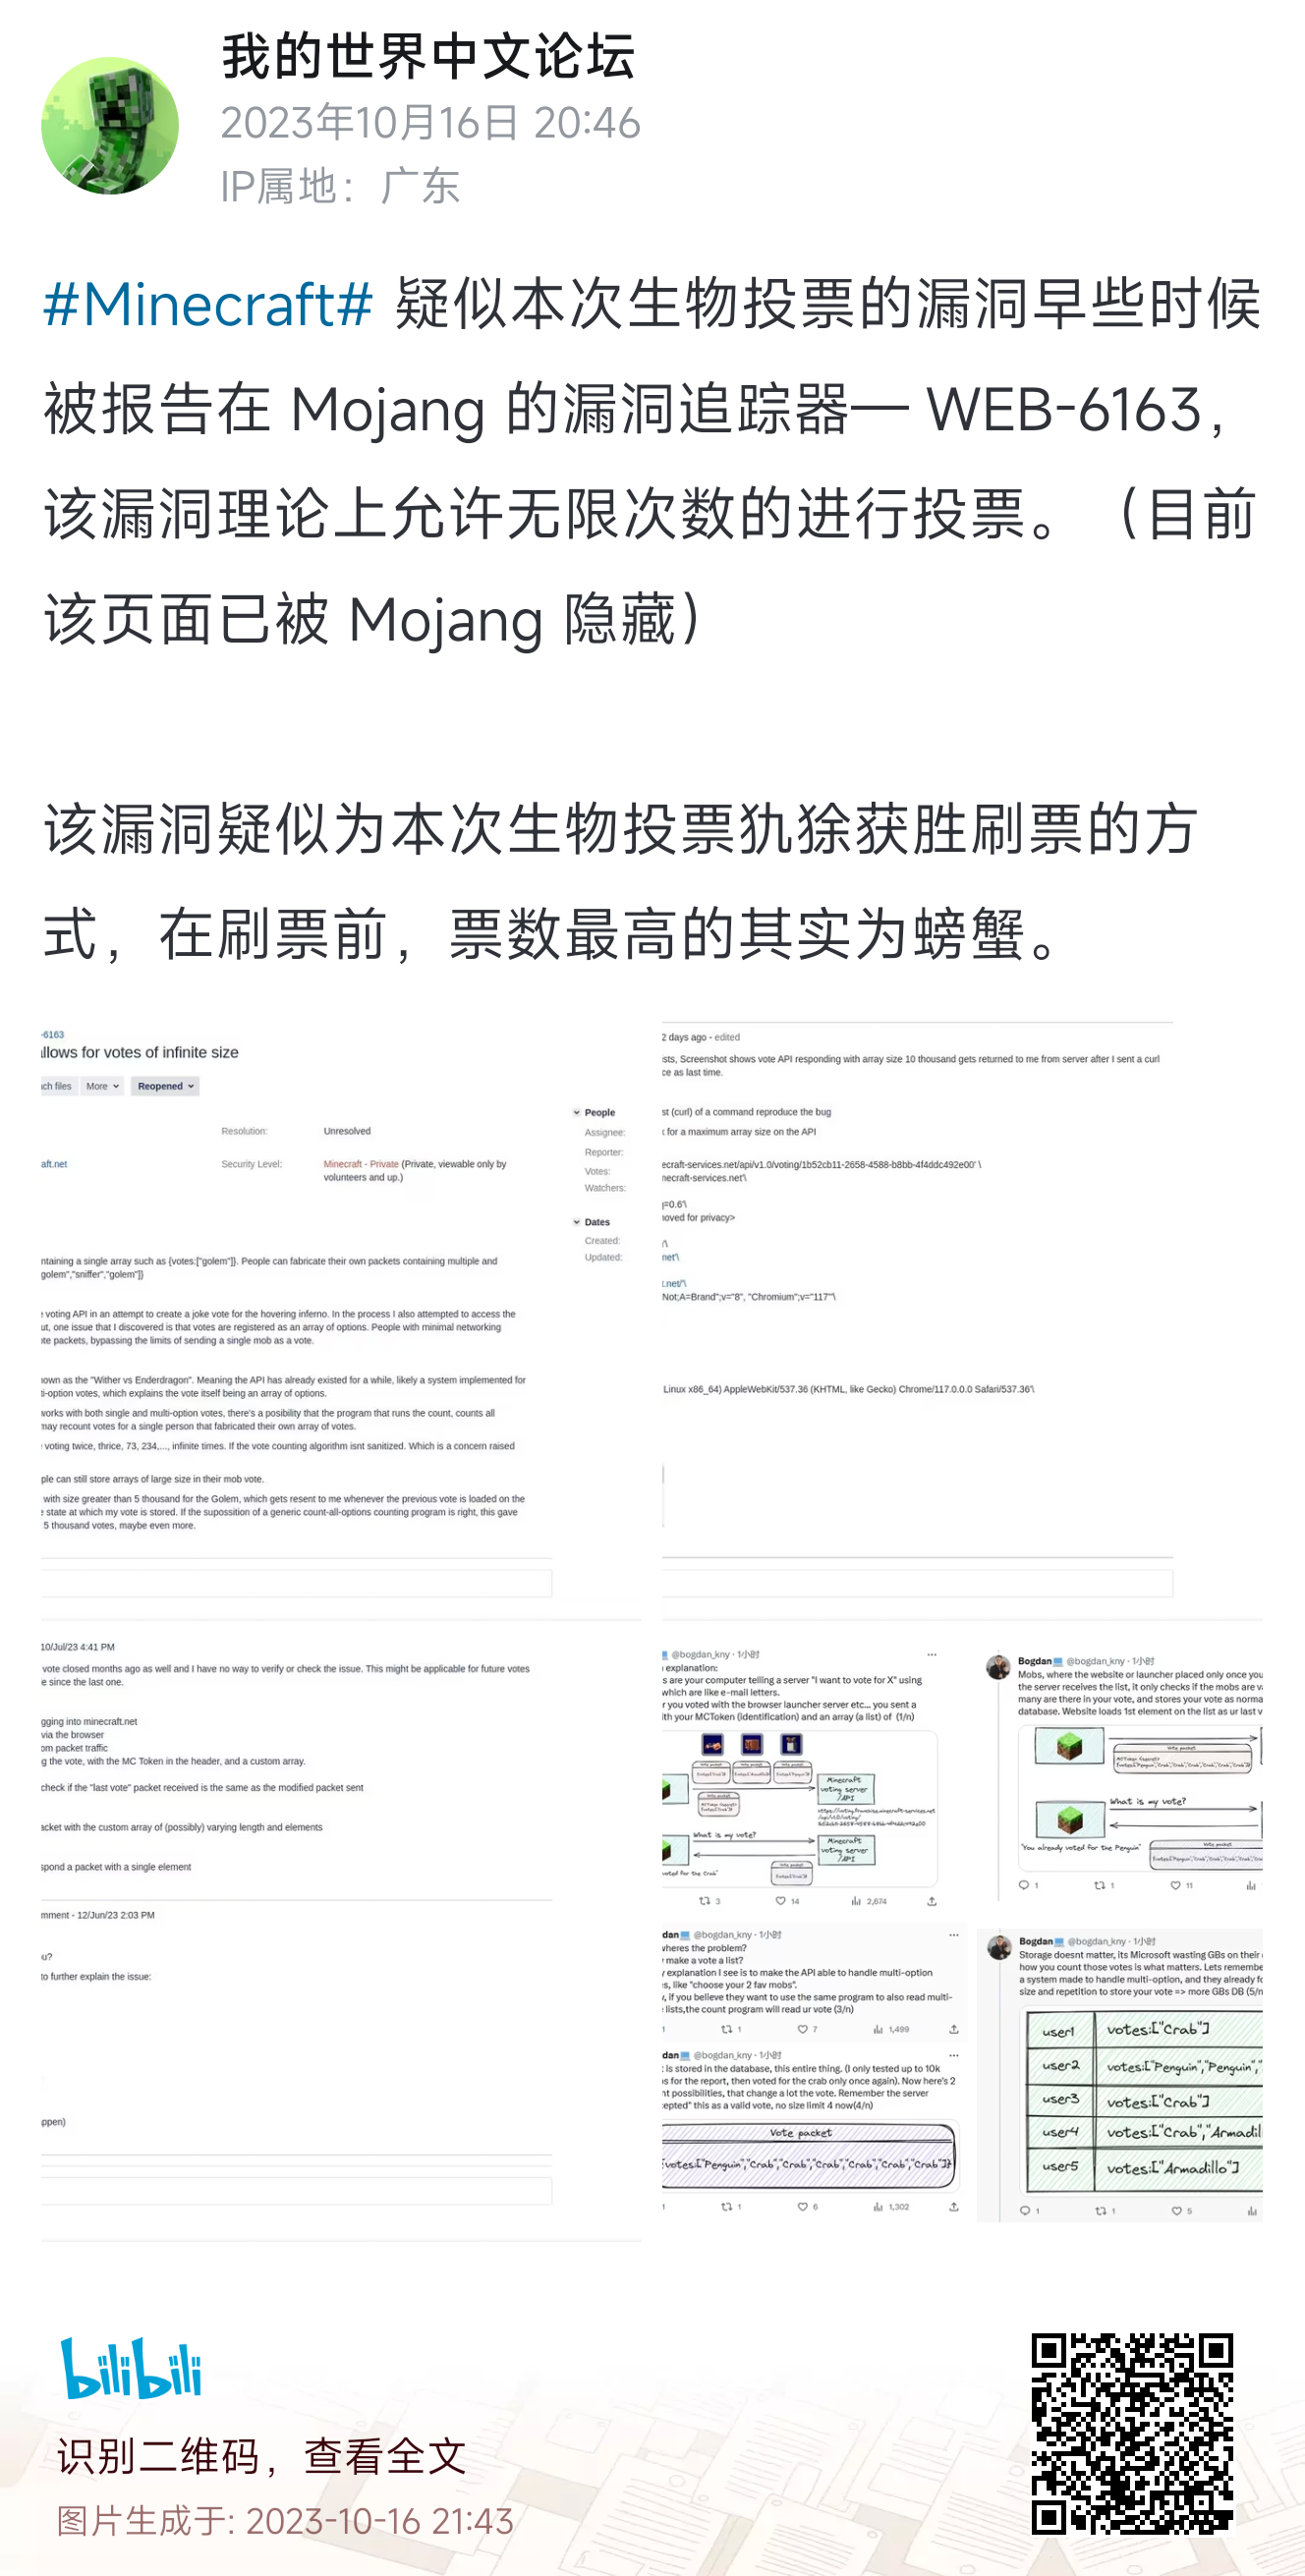 我的世界中文论坛
2023年10月16日 20:46
IP属地：广东
#Minecraft# 疑似本次生物投票的漏洞早些时候
被报告在 Mojang 的漏洞追踪器— WEB-6163，
该漏洞理论上允许无限次数的进行投票。（目前
该页面已被 Mojang 隐藏）
该漏洞疑似为本次生物投票犰狳获胜刷票的方
式，在刷票前，票数最高的其实为螃蟹。
-6163
llows for votes of infinite size
ch files More Reopened
Resolution: Unresolved
aft.net
Security Level: Minecraft - Private (Private, viewable only by
volunteers and up.)
People
Assignee:
Reporter:
Votes:
Watchers:
Dates
Created:
Updated:
ntaining a single array such as {votes:["golem"]}. People can fabricate their own packets containing multiple and
golem","sniffer","golem"]}
voting API in an attempt to create a joke vote for the hovering inferno. In the process I also attempted to access the
ut, one issue that I discovered is that votes are registered as an array of options. People with minimal networking
te packets, bypassing the limits of sending a single mob as a vote.
own as the "Wither vs Enderdragon". Meaning the API has already existed for a while, likely a system implemented for
ti-option votes, which explains the vote itself being an array of options.
works with both single and multi-option votes, there's a posibility that the program that runs the count, counts all
may recount votes for a single person that fabricated their own array of votes.
voting twice, thrice, 73, 234,..., infinite times. If the vote counting algorithm isnt sanitized. Which is a concern raised
ple can still store arrays of large size in their mob vote.
with size greater than 5 thousand for the Golem, which gets resent to me whenever the previous vote is loaded on the
state at which my vote is stored. If the supossition of a generic count-all-options counting program is right, this gave
5 thousand votes, maybe even more.
2 days ago - edited
sts, Screenshot shows vote API responding with array size 10 thousand gets returned to me from server after I sent a curl
ce as last time.
st (curl) of a command reproduce the bug
for a maximum array size on the API
ecraft-services.net/api/v1.0/voting/1b52cb11-2658-4588-b8bb-4f4ddc492e00' \
necraft-services.net'\
q=0.6'\
oved for privacy>
'\
net'\
t.net/'\
Not;A=Brand";v="8", "Chromium";v="117"'\
Linux x86_64) AppleWebKit/537.36 (KHTML, like Gecko) Chrome/117.0.0.0 Safari/537.36'\
10/Jul/23 4:41 PM
vote closed months ago as well and I have no way to verify or check the issue. This might be applicable for future votes
e since the last one.
gging into minecraft.net
via the browser
om packet traffic
g the vote, with the MC Token in the header, and a custom array.
check if the "last vote" packet received is the same as the modified packet sent
acket with the custom array of (possibly) varying length and elements
spond a packet with a single element
mment - 12/Jun/23 2:03 PM
u?
to further explain the issue:
ppen)
@bogdan_kny · 1小时
explanation:
s are your computer telling a server "I want to vote for X" using
which are like e-mail letters.
r you voted with the browser launcher server etc... you sent a
ith your MCToken (identification) and an array (a list) of (1/n)
Vote packet
Minecraft
voting server
/API
What is my vote?
Minecraft
voting server
/API
Vote packet
voted for the Crab"
3 14 2,674
Bogdan @bogdan_kny · 1小时
Mobs, where the website or launcher placed only once you
the server receives the list, it only checks if the mobs are va
many are there in your vote, and stores your vote as norma
database. Website loads 1st element on the list as ur last v
Vote packet
What is my vote?
"You already voted for the Penguin"
Vote packet
1 1 11
dan @bogdan_kny · 1小时
wheres the problem?
make a vote a list?
y explanation I see is to make the API able to handle multi-option
s, like "choose your 2 fav mobs".
, if you believe they want to use the same program to also read multi-
lists,the count program will read ur vote (3/n)
1 1 7 1,499
dan @bogdan_kny · 1小时
t is stored in the database, this entire thing. (I only tested up to 10k
s for the report, then voted for the crab only once again). Now here's 2
nt possibilities, that change a lot the vote. Remember the server
epted" this as a valid vote, no size limit 4 now(4/n)
Vote packet
votes:["Penguin","Crab","Crab","Crab","Crab","Crab","Crab"]}
1 1 6 1,302
Bogdan @bogdan_kny · 1小时
Storage doesnt matter, its Microsoft wasting GBs on their
how you count those votes is what matters. Lets remembe
a system made to handle multi-option, and they already fo
size and repetition to store your vote => more GBs DB (5/n
user1 votes:["Crab"]
user2 votes:["Penguin","Penguin","
user3 votes:["Crab"]
user4 votes:["Crab","Armadil
user5 votes:["Armadillo"]
1 1 5
bilibili
识别二维码，查看全文
图片生成于: 2023-10-16 21:43